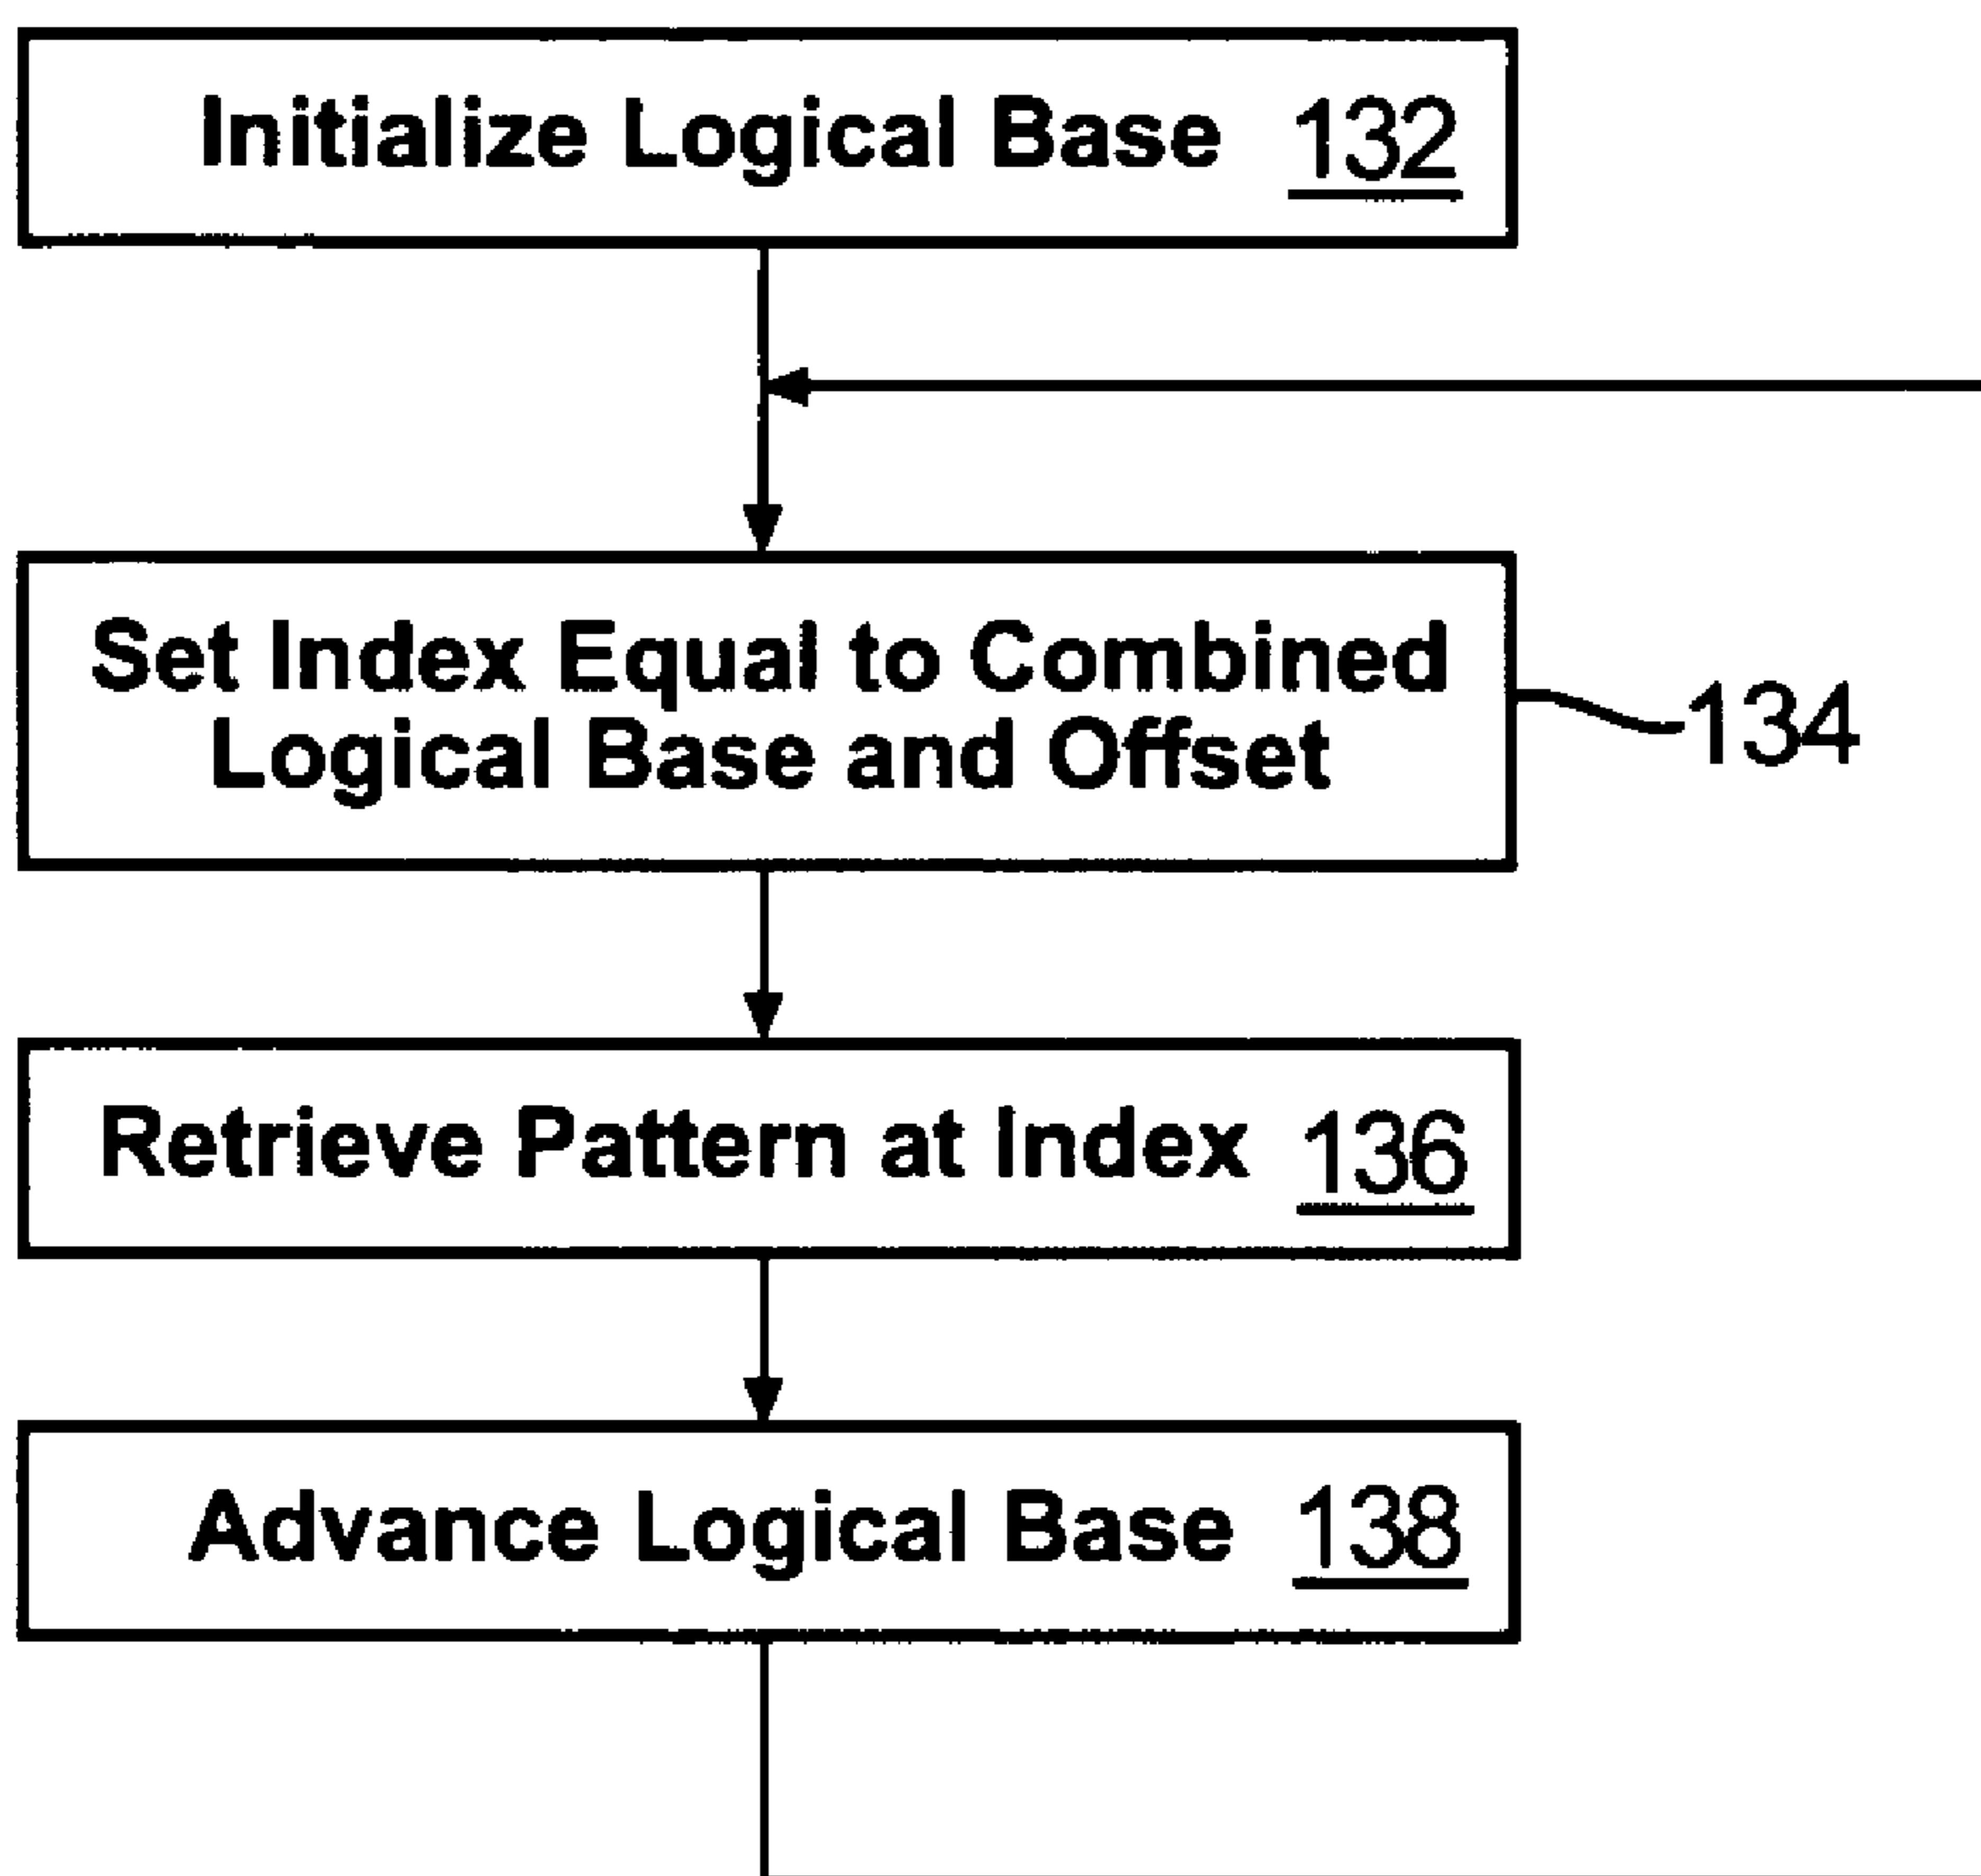 Initialize Logical Base 132
Set Index Equal to Combined
Logical Base and Offset
134
Retrieve Pattern at Index 136
Advance Logical Base 138